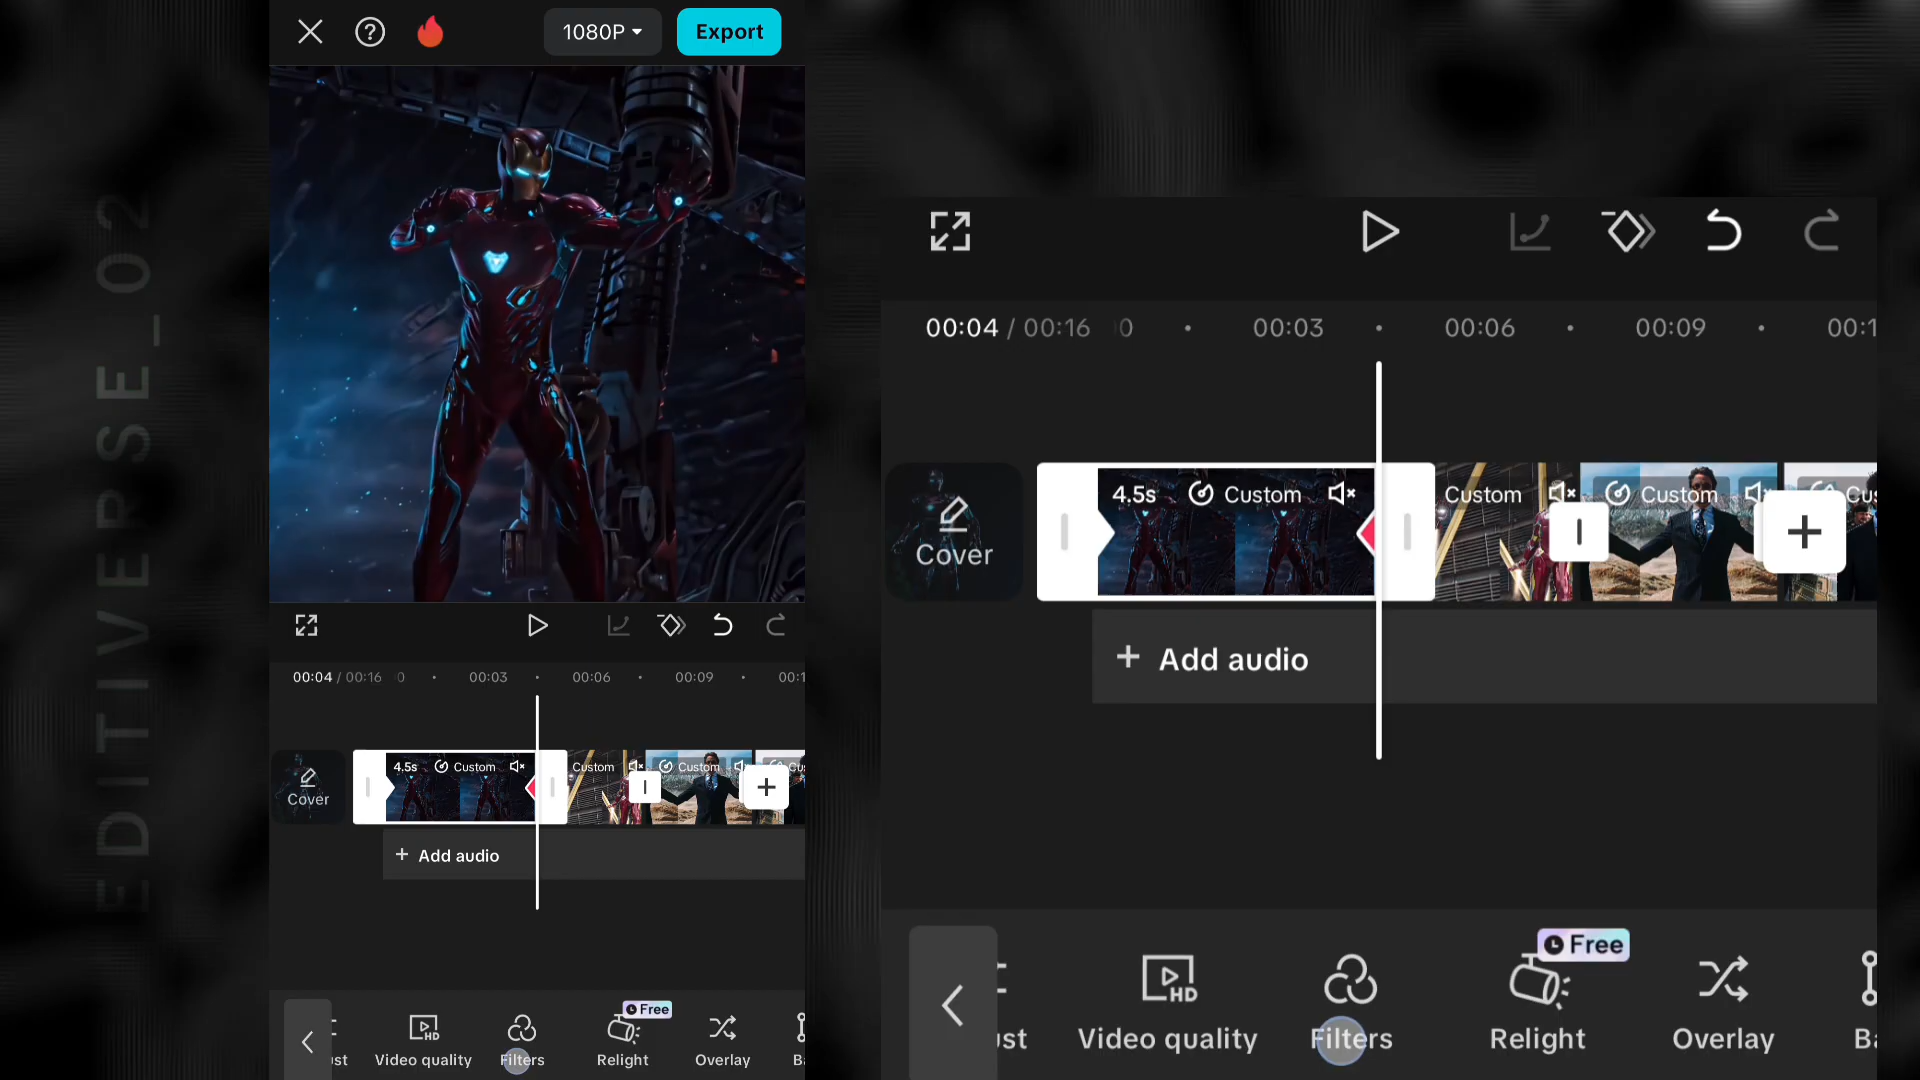 EDITIVERSE_02
1080P
Export
00:04 / 00:16
00:03
00:06
00:09
Cover
4.5s
Custom
Custom
Custom
+ Add audio
Free
Video quality
Filters
Relight
Overlay
00:04 / 00:16
00:03
00:06
00:09
Cover
4.5s
Custom
Custom
Custom
+ Add audio
Free
Video quality
Filters
Relight
Overlay